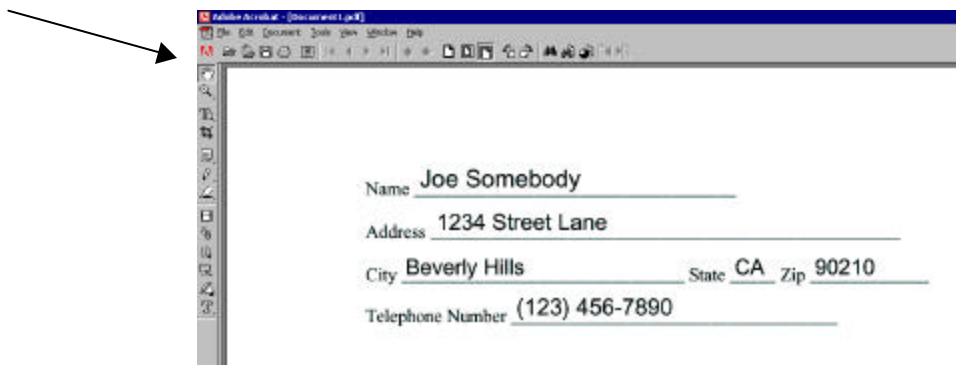 Adobe Acrobat - [Document1.pdf]
File Edit Document Tools View Window Help
Name Joe Somebody
Address 1234 Street Lane
City Beverly Hills State CA Zip 90210
Telephone Number (123) 456-7890